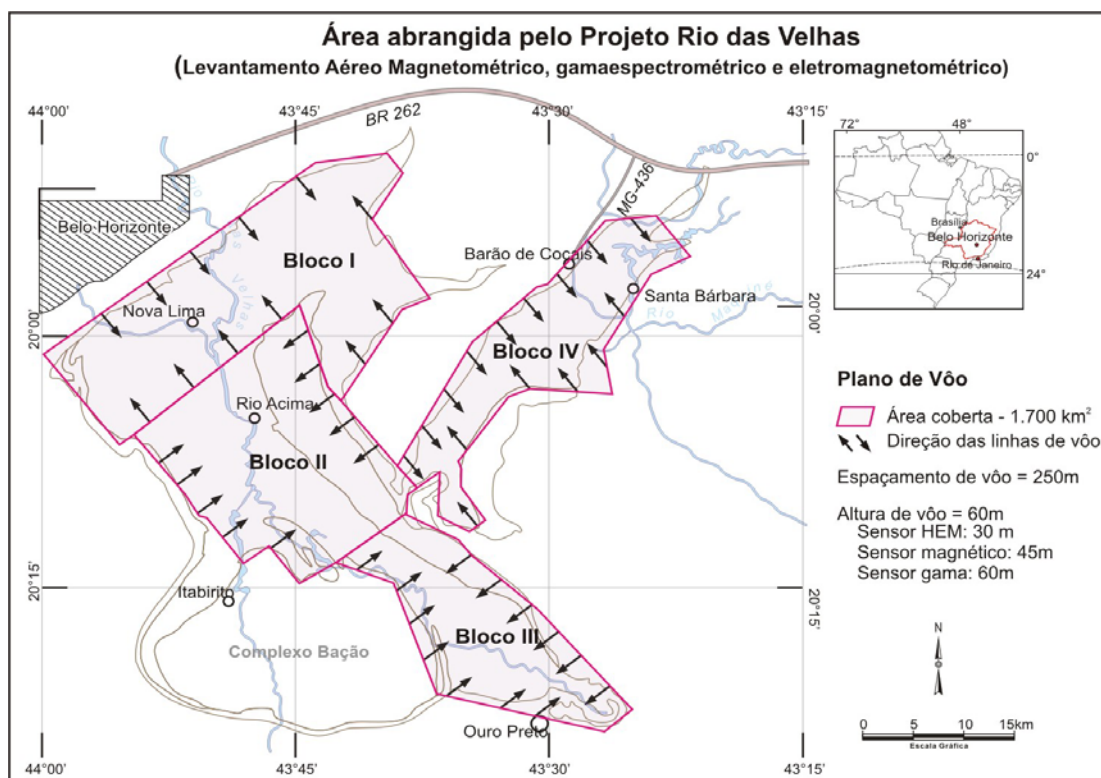 Área abrangida pelo Projeto Rio das Velhas
(Levantamento Aéreo Magnetométrico, gamaespectrométrico e eletromagnetométrico)
44°00'
43°45'
43°30'
43°15'
BR 262
MG-436
72°
48°
0°
Brasília
Belo Horizonte
Rio de Janeiro
24°
Belo Horizonte
Rio das Velhas
Bloco I
Barão de Cocais
Santa Bárbara
Rio
Nova Lima
20°00'
20°00'
Bloco IV
Rio Acima
Bloco II
Plano de Vôo
Área coberta - 1.700 km²
Direção das linhas de vôo
Espaçamento de vôo = 250m
Altura de vôo = 60m
Sensor HEM: 30 m
Sensor magnético: 45m
Sensor gama: 60m
20°15'
20°15'
Itabirito
Complexo Bação
Bloco III
Ouro Preto
N
0 5 10 15km
Escala Gráfica
44°00'
43°45'
43°30'
43°15'